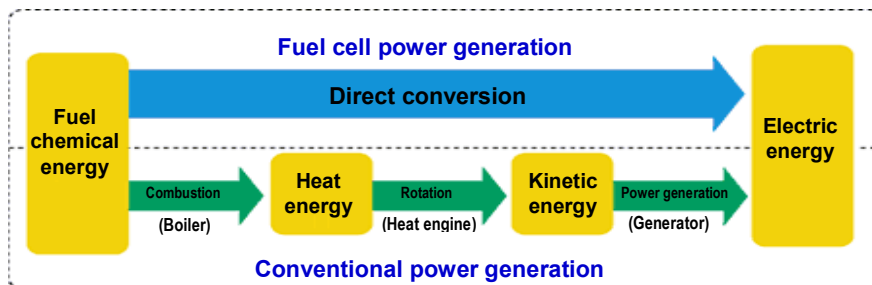 Fuel cell power generation
Direct conversion
Fuel
chemical
energy
Electric
energy
Combustion
(Boiler)
Heat
energy
Rotation
(Heat engine)
Kinetic
energy
Power generation
(Generator)
Conventional power generation